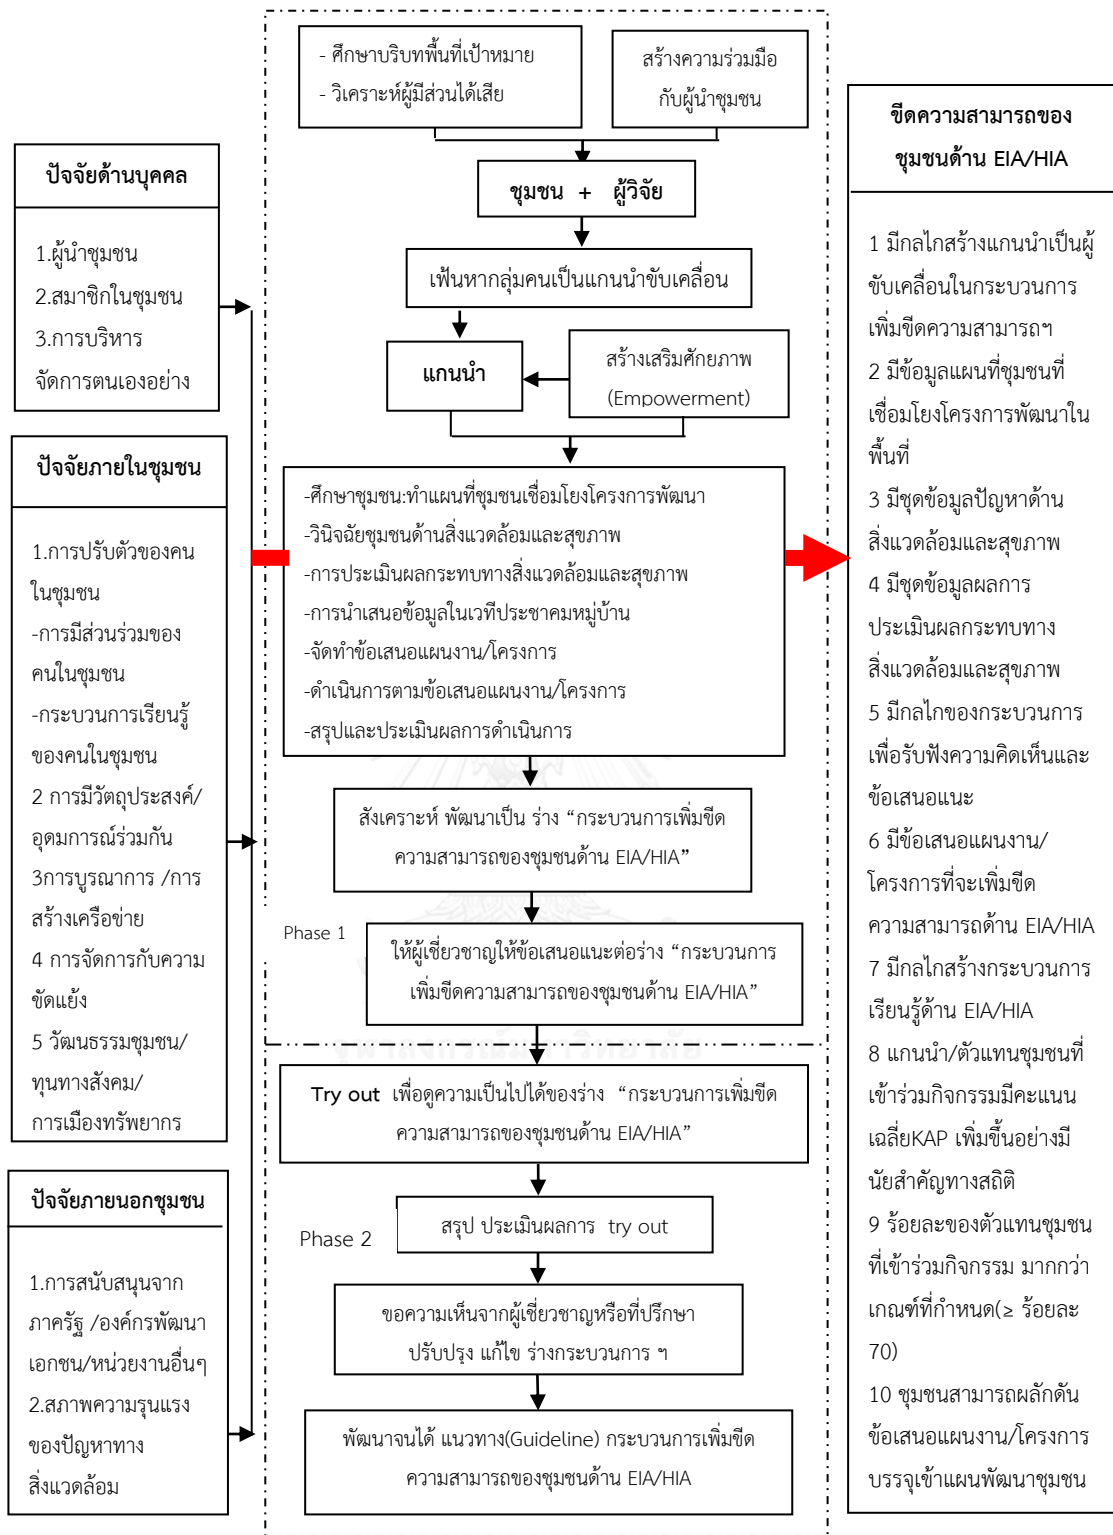 ปัจจัยด้านบุคคล
1.ผู้นำชุมชน
2.สมาชิกในชุมชน
3.การบริหาร
จัดการตนเองอย่าง
ปัจจัยภายในชุมชน
1.การปรับตัวของคน
ในชุมชน
-การมีส่วนร่วมของ
คนในชุมชน
-กระบวนการเรียนรู้
ของคนในชุมชน
2 การมีวัตถุประสงค์/
อุดมการณ์ร่วมกัน
3การบูรณาการ /การ
สร้างเครือข่าย
4 การจัดการกับความ
ขัดแย้ง
5 วัฒนธรรมชุมชน/
ทุนทางสังคม/
การเมืองทรัพยากร
ปัจจัยภายนอกชุมชน
1.การสนับสนุนจาก
ภาครัฐ /องค์กรพัฒนา
เอกชน/หน่วยงานอื่นๆ
2.สภาพความรุนแรง
ของปัญหาทาง
สิ่งแวดล้อม
- ศึกษาบริบทพื้นที่เป้าหมาย
- วิเคราะห์ผู้มีส่วนได้เสีย
สร้างความร่วมมือ
กับผู้นำชุมชน
ชุมชน + ผู้วิจัย
เฟ้นหากลุ่มคนเป็นแกนนำขับเคลื่อน
แกนนำ
สร้างเสริมศักยภาพ
(Empowerment)
-ศึกษาชุมชน:ทำแผนที่ชุมชนเชื่อมโยงโครงการพัฒนา
-วินิจฉัยชุมชนด้านสิ่งแวดล้อมและสุขภาพ
-การประเมินผลกระทบทางสิ่งแวดล้อมและสุขภาพ
-การนำเสนอข้อมูลในเวทีประชาคมหมู่บ้าน
-จัดทำข้อเสนอแผนงาน/โครงการ
-ดำเนินการตามข้อเสนอแผนงาน/โครงการ
-สรุปและประเมินผลการดำเนินการ
สังเคราะห์ พัฒนาเป็น ร่าง “กระบวนการเพิ่มขีด
ความสามารถของชุมชนด้าน EIA/HIA”
Phase 1
ให้ผู้เชี่ยวชาญให้ข้อเสนอแนะต่อร่าง “กระบวนการ
เพิ่มขีดความสามารถของชุมชนด้าน EIA/HIA”
จุฬาลงกรณ์มหาวิทยาลัย
Try out เพื่อดูความเป็นไปได้ของร่าง “กระบวนการเพิ่มขีด
ความสามารถของชุมชนด้าน EIA/HIA”
Phase 2
สรุป ประเมินผลการ try out
ขอความเห็นจากผู้เชี่ยวชาญหรือที่ปรึกษา
ปรับปรุง แก้ไข ร่างกระบวนการ ฯ
พัฒนาจนได้ แนวทาง(Guideline) กระบวนการเพิ่มขีด
ความสามารถของชุมชนด้าน EIA/HIA
ขีดความสามารถของ
ชุมชนด้าน EIA/HIA
1 มีกลไกสร้างแกนนำเป็นผู้
ขับเคลื่อนในกระบวนการ
เพิ่มขีดความสามารถฯ
2 มีข้อมูลแผนที่ชุมชนที่
เชื่อมโยงโครงการพัฒนาใน
พื้นที่
3 มีชุดข้อมูลปัญหาด้าน
สิ่งแวดล้อมและสุขภาพ
4 มีชุดข้อมูลผลการ
ประเมินผลกระทบทาง
สิ่งแวดล้อมและสุขภาพ
5 มีกลไกของกระบวนการ
เพื่อรับฟังความคิดเห็นและ
ข้อเสนอแนะ
6 มีข้อเสนอแผนงาน/
โครงการที่จะเพิ่มขีด
ความสามารถด้าน EIA/HIA
7 มีกลไกสร้างกระบวนการ
เรียนรู้ด้าน EIA/HIA
8 แกนนำ/ตัวแทนชุมชนที่
เข้าร่วมกิจกรรมมีคะแนน
เฉลี่ยKAP เพิ่มขึ้นอย่างมี
นัยสำคัญทางสถิติ
9 ร้อยละของตัวแทนชุมชน
ที่เข้าร่วมกิจกรรม มากกว่า
เกณฑ์ที่กำหนด(≥ ร้อยละ
70)
10 ชุมชนสามารถผลักดัน
ข้อเสนอแผนงาน/โครงการ
บรรจุเข้าแผนพัฒนาชุมชน